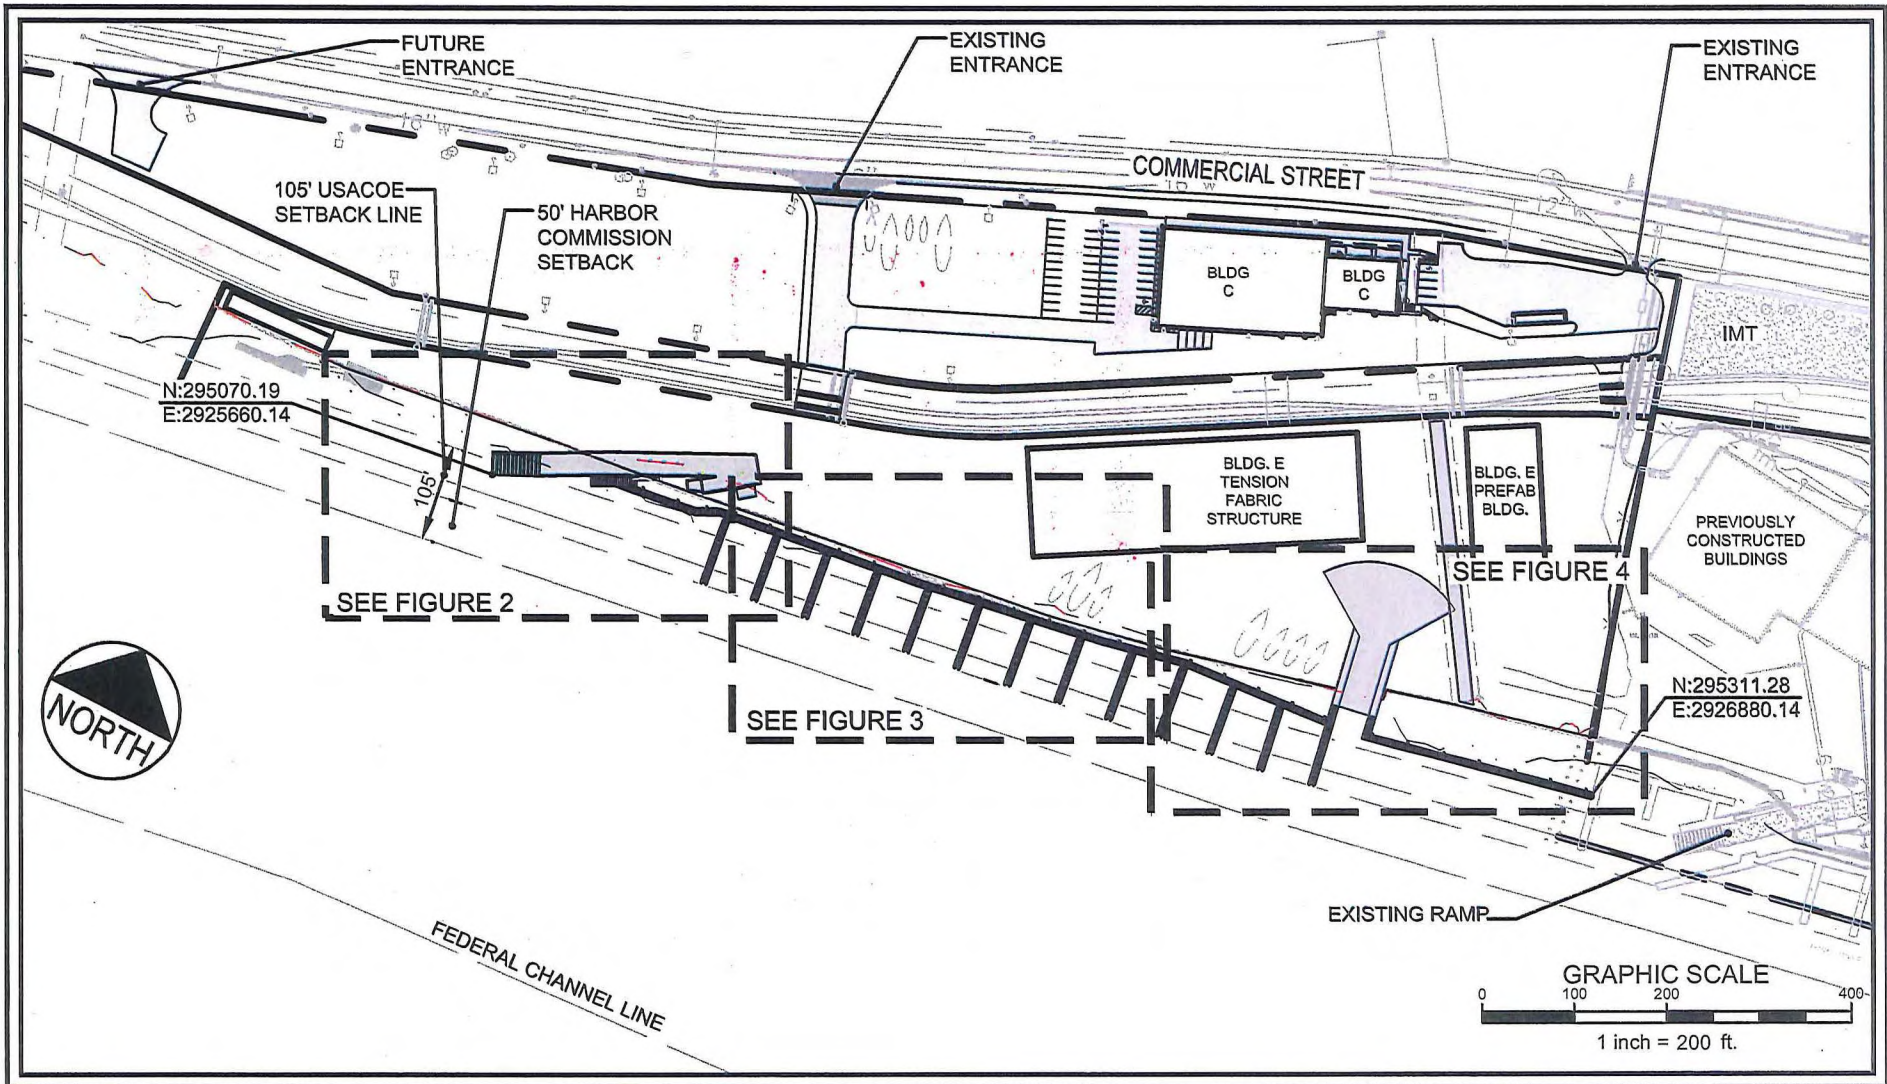 FUTURE
ENTRANCE
EXISTING
ENTRANCE
EXISTING
ENTRANCE
COMMERCIAL STREET
105' USACOE
SETBACK LINE
50' HARBOR
COMMISSION
SETBACK
BLDG
C
BLDG
C
IMT
N:295070.19
E:2925660.14
105'
BLDG. E
TENSION
FABRIC
STRUCTURE
BLDG. E
PREFAB
BLDG.
PREVIOUSLY
CONSTRUCTED
BUILDINGS
SEE FIGURE 2
SEE FIGURE 4
SEE FIGURE 3
NORTH
N:295311.28
E:2926880.14
EXISTING RAMP
FEDERAL CHANNEL LINE
GRAPHIC SCALE
0 100 200 400
1 inch = 200 ft.